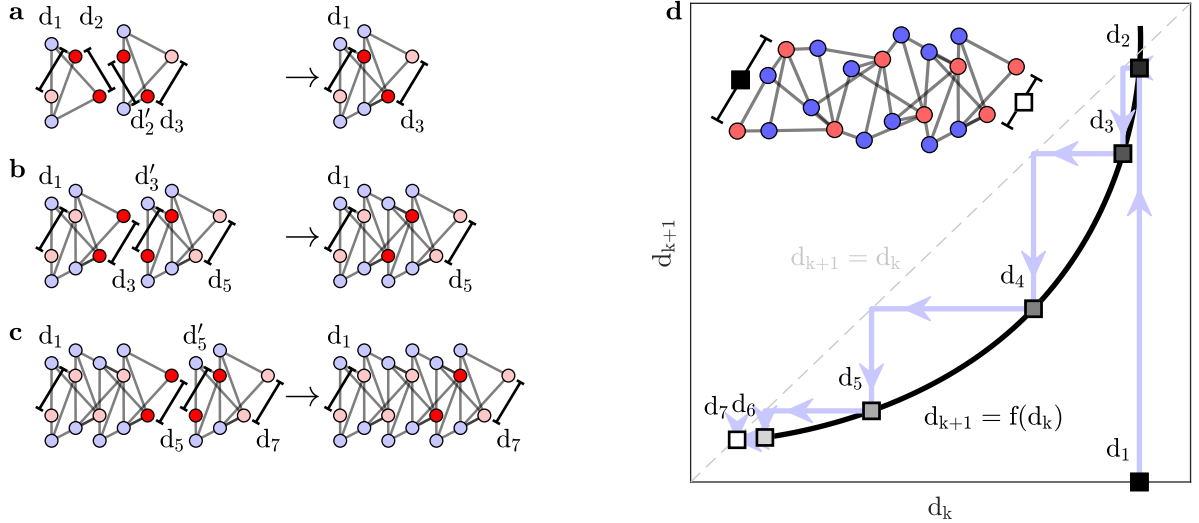 a
d₁ d₂
d₁
d′₂ d₃
d₃
b
d₁
d′₃
d₁
d₃
d₅
d₅
c
d₁
d′₅
d₁
d₅
d₇
d₇
d
d₂
d₃
dₖ₊₁ = dₖ
d₄
d₅
d₇ d₆
dₖ₊₁ = f(dₖ)
d₁
dₖ₊₁
dₖ